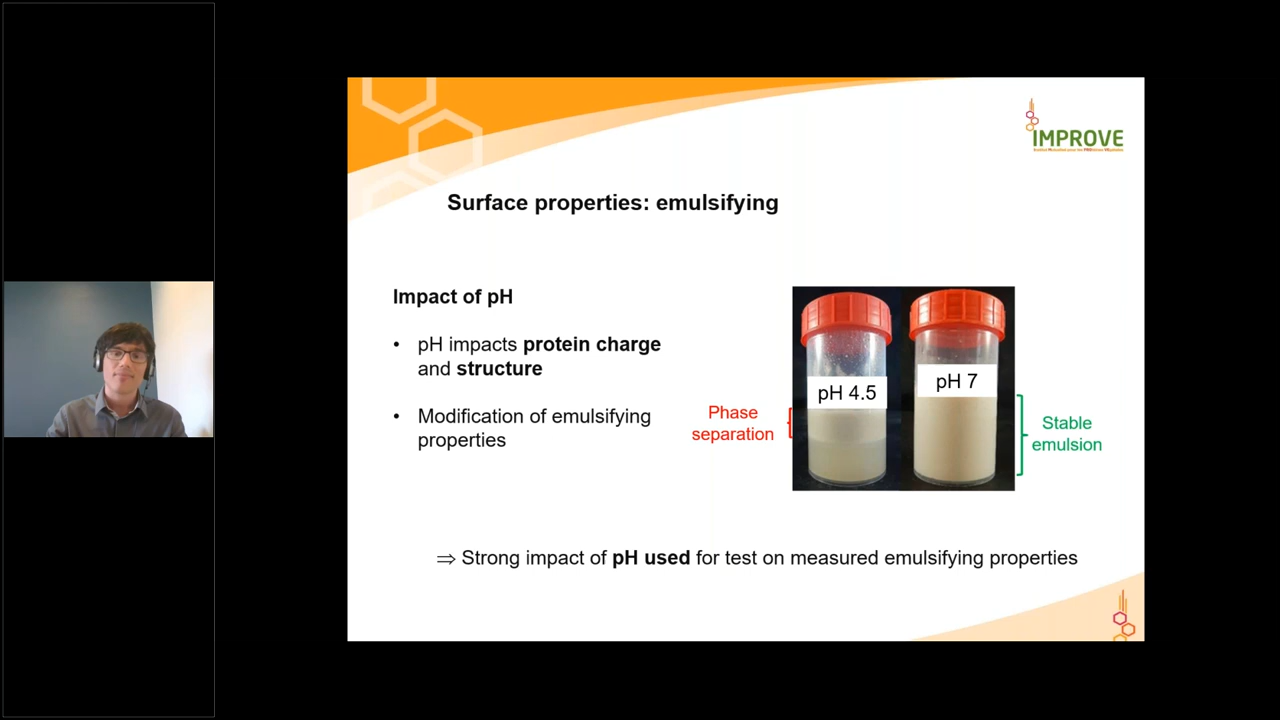 IMPROVE
Surface properties: emulsifying
Impact of pH
• pH impacts protein charge
and structure
• Modification of emulsifying
properties
Phase
separation
pH 4.5
pH 7
Stable
emulsion
⇒ Strong impact of pH used for test on measured emulsifying properties